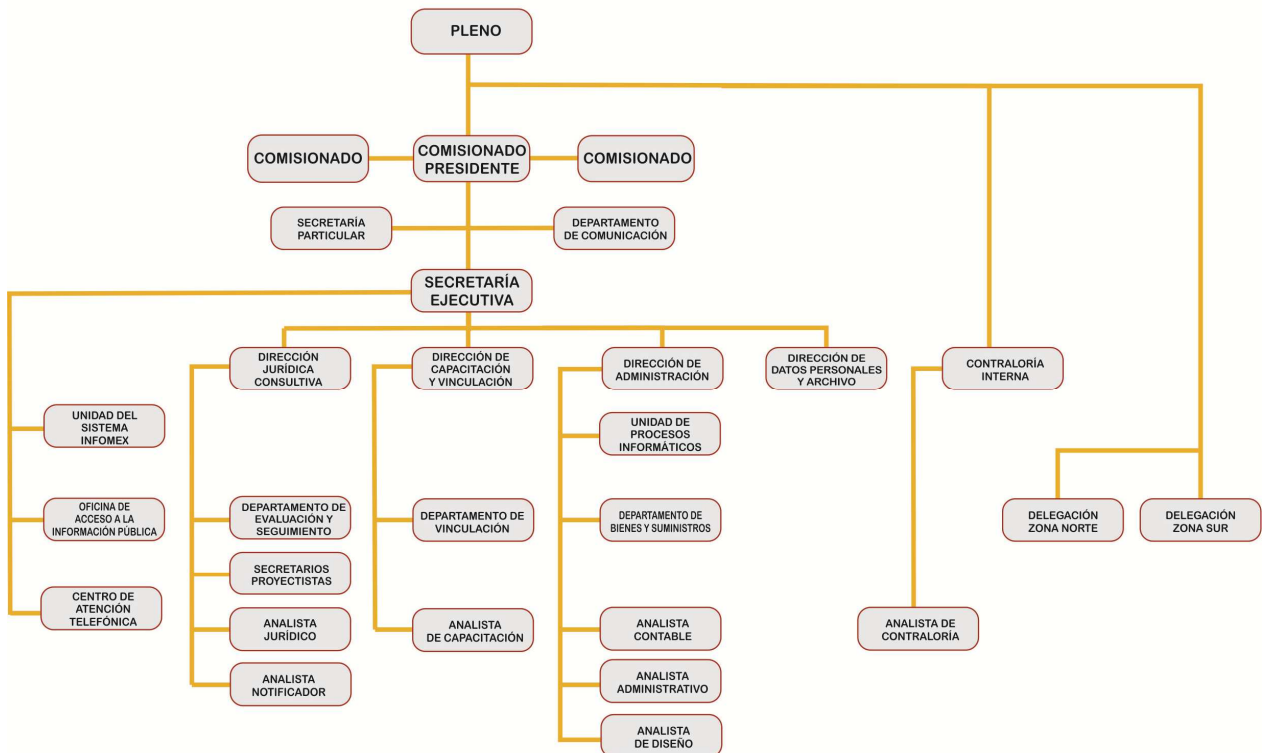 PLENO
COMISIONADO
COMISIONADO
PRESIDENTE
COMISIONADO
SECRETARÍA
PARTICULAR
DEPARTAMENTO
DE COMUNICACIÓN
SECRETARÍA
EJECUTIVA
DIRECCIÓN
JURÍDICA
CONSULTIVA
DIRECCIÓN DE
CAPACITACIÓN
Y VINCULACIÓN
DIRECCIÓN DE
ADMINISTRACIÓN
DIRECCIÓN DE
DATOS PERSONALES
Y ARCHIVO
CONTRALORÍA
INTERNA
UNIDAD DEL
SISTEMA
INFOMEX
UNIDAD DE
PROCESOS
INFORMÁTICOS
OFICINA DE
ACCESO A LA
INFORMACIÓN PÚBLICA
DEPARTAMENTO DE
EVALUACIÓN Y
SEGUIMIENTO
DEPARTAMENTO DE
VINCULACIÓN
DEPARTAMENTO DE
BIENES Y SUMINISTROS
DELEGACIÓN
ZONA NORTE
DELEGACIÓN
ZONA SUR
SECRETARIOS
PROYECTISTAS
CENTRO DE
ATENCIÓN
TELEFÓNICA
ANALISTA
JURÍDICO
ANALISTA
DE CAPACITACIÓN
ANALISTA
CONTABLE
ANALISTA DE
CONTRALORÍA
ANALISTA
NOTIFICADOR
ANALISTA
ADMINISTRATIVO
ANALISTA
DE DISEÑO